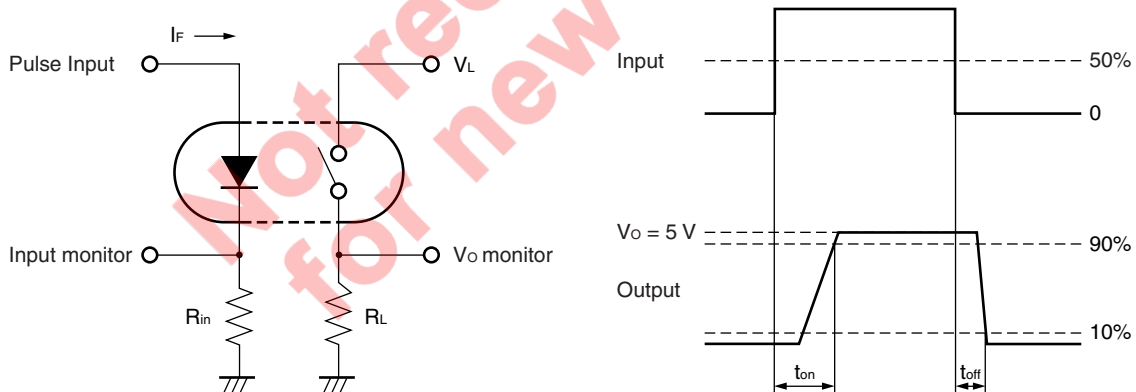 IF
Pulse Input
VL
Input monitor
VO monitor
Rin
RL
Input
50%
0
VO = 5 V
90%
Output
10%
ton
toff
Not re
for new